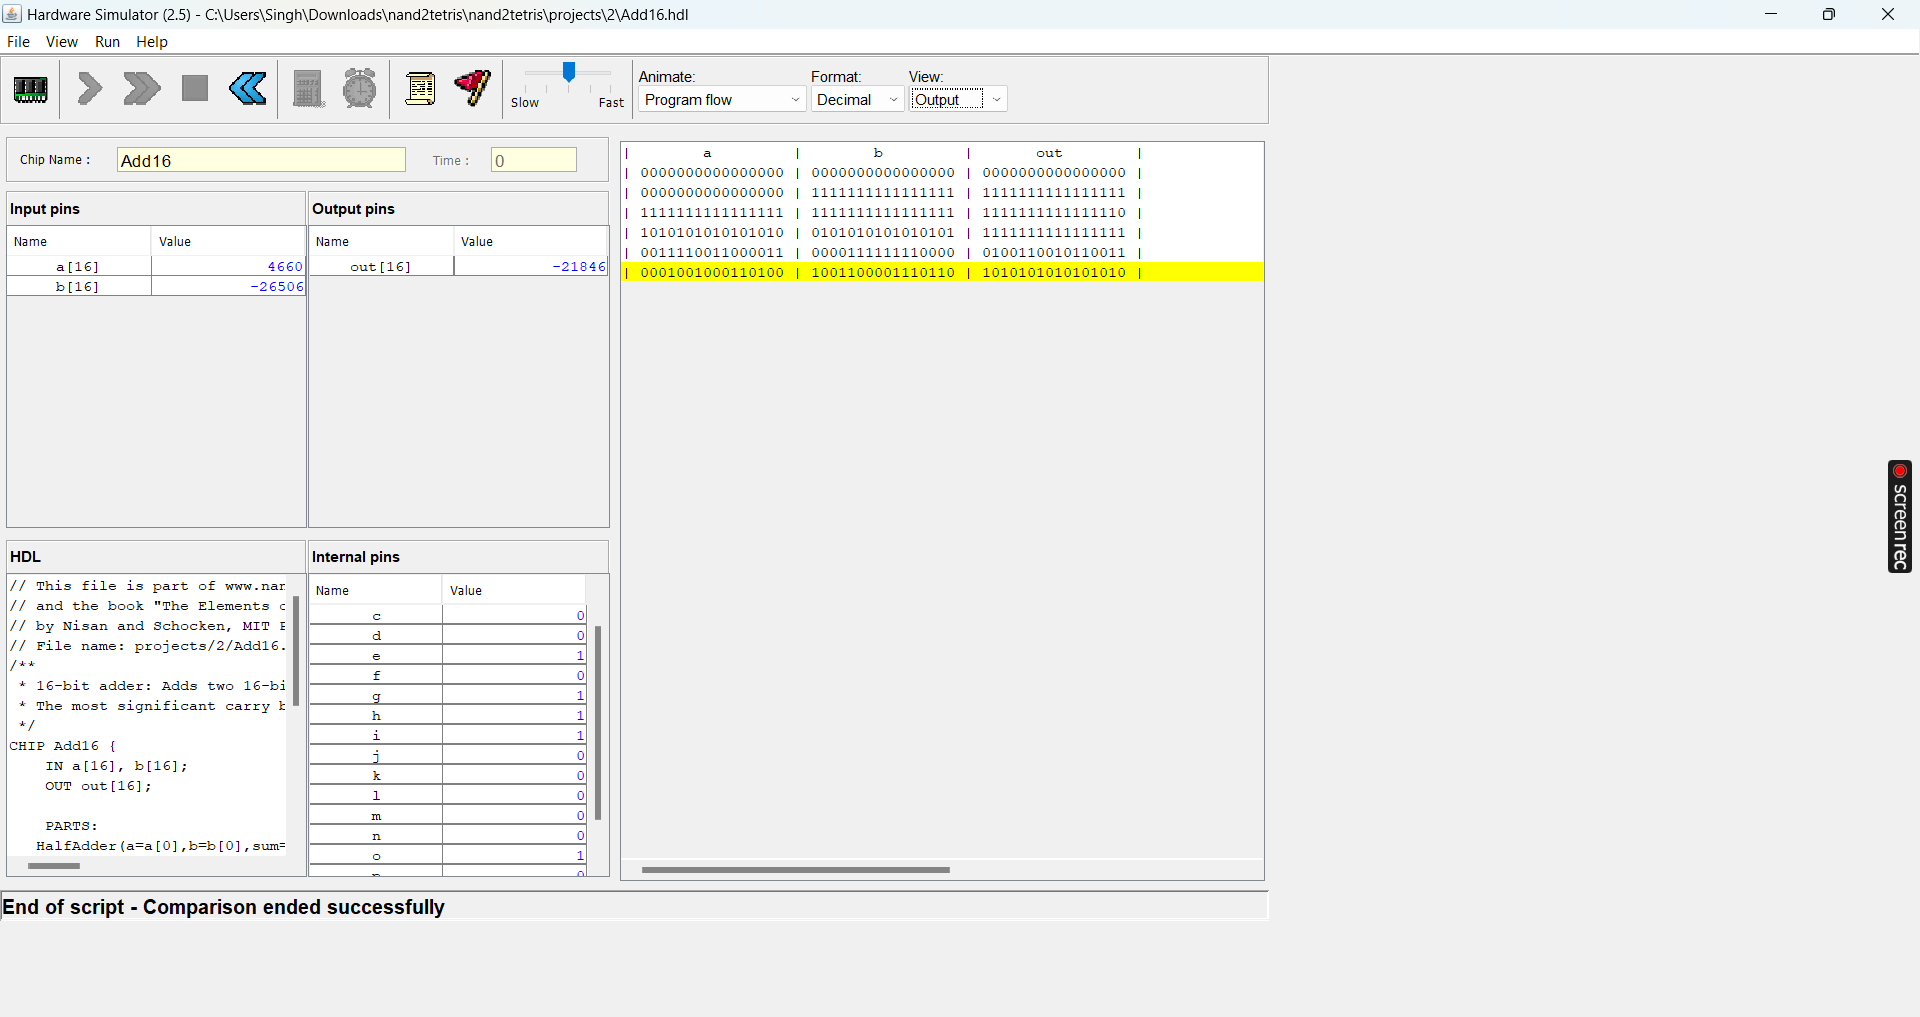 Hardware Simulator (2.5) - C:\Users\Singh\Downloads\nand2tetris\nand2tetris\projects\2\Add16.hdl
File View Run Help
Slow Fast
Animate: Format: View:
Program flow Decimal Output
Chip Name : Add16 Time : 0
Input pins
Name Value
a[16] 4660
b[16] -26506
Output pins
Name Value
out[16] -21846
| a | b | out |
| 0000000000000000 | 0000000000000000 | 0000000000000000 |
| 0000000000000000 | 1111111111111111 | 1111111111111111 |
| 1111111111111111 | 1111111111111111 | 1111111111111110 |
| 1010101010101010 | 0101010101010101 | 1111111111111111 |
| 0011110011000011 | 0000111111110000 | 0100110010110011 |
| 0001001000110100 | 1001100001110110 | 1010101010101010 |
HDL
// This file is part of www.nan
// and the book "The Elements o
// by Nisan and Schocken, MIT P
// File name: projects/2/Add16.
/**
* 16-bit adder: Adds two 16-bi
* The most significant carry b
*/
CHIP Add16 {
IN a[16], b[16];
OUT out[16];
PARTS:
HalfAdder(a=a[0],b=b[0],sum=
Internal pins
Name Value
c 0
d 0
e 1
f 0
g 1
h 1
i 1
j 0
k 0
l 0
m 0
n 0
o 1
p 0
End of script - Comparison ended successfully
screenrec